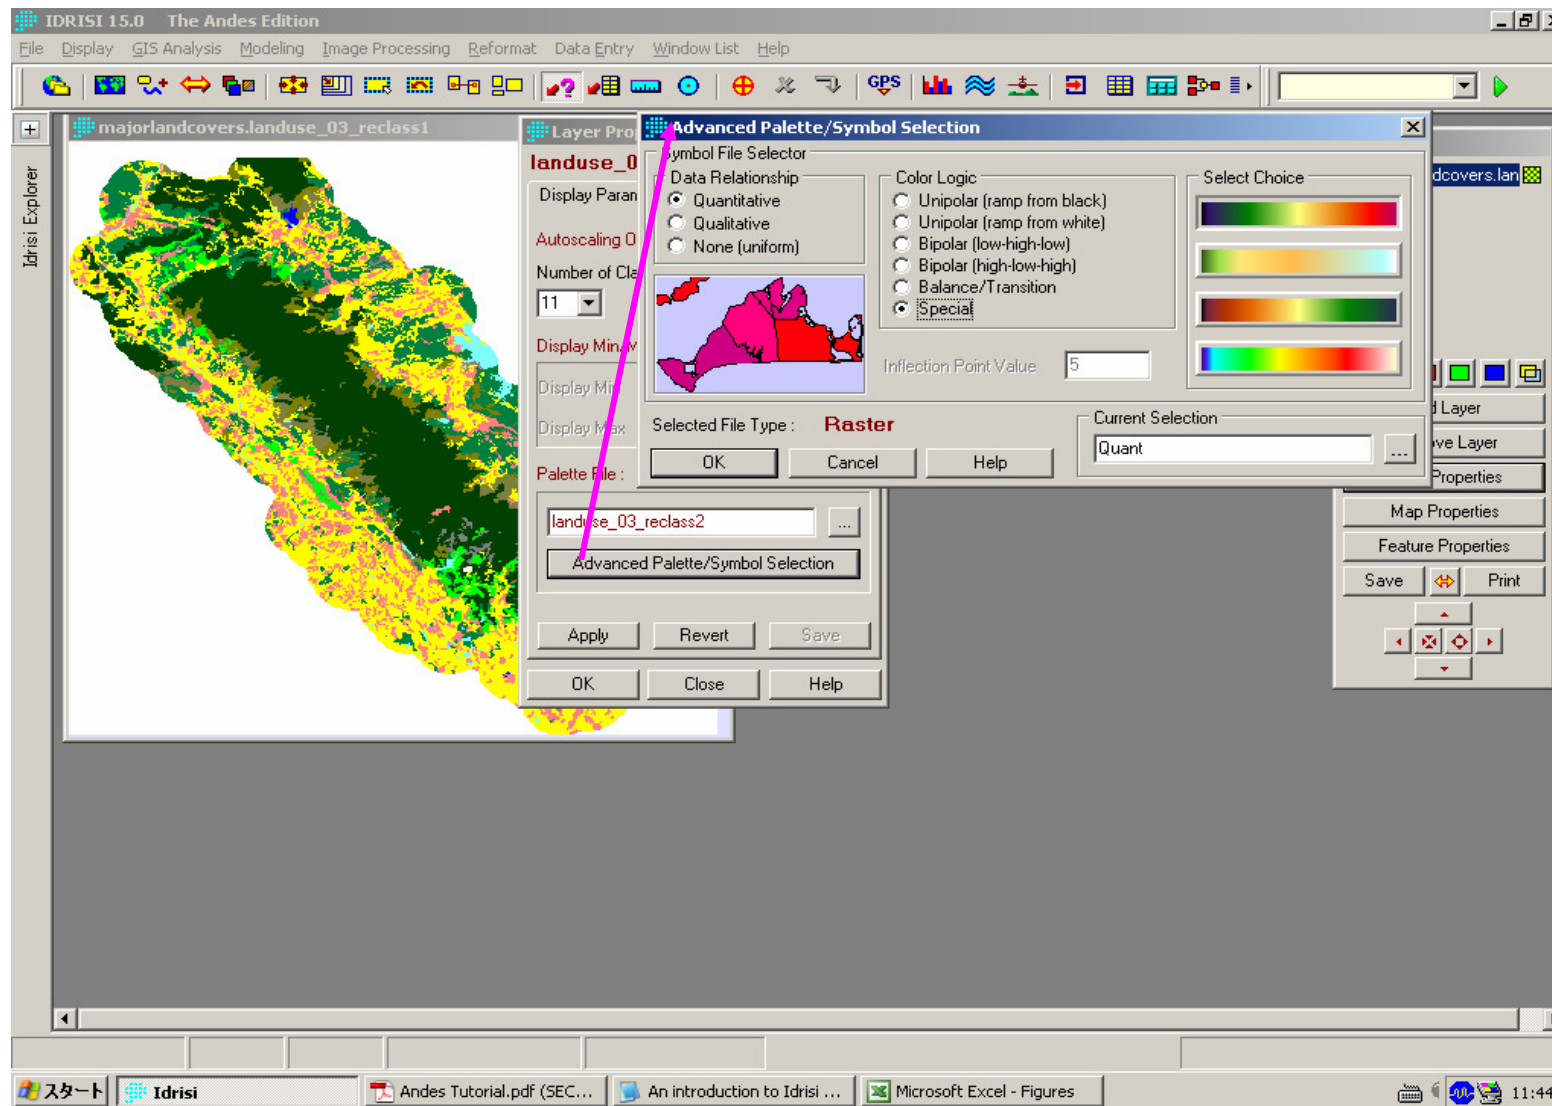 IDRISI 15.0 The Andes Edition
File Display GIS Analysis Modeling Image Processing Reformat Data Entry Window List Help
GPS
Idrisi Explorer
majorlandcovers.landuse_03_reclass1
Layer Pro
landuse_0
Display Param
Autoscaling O
Number of Cla
11
Display Min/M
Display Min
Display Max
Palette File :
landuse_03_reclass2
...
Advanced Palette/Symbol Selection
Apply Revert Save
OK Close Help
Advanced Palette/Symbol Selection
Symbol File Selector
Data Relationship
Quantitative
Qualitative
None (uniform)
Color Logic
Unipolar (ramp from black)
Unipolar (ramp from white)
Bipolar (low-high-low)
Bipolar (high-low-high)
Balance/Transition
Special
Inflection Point Value 5
Select Choice
Selected File Type : Raster
Current Selection
Quant
...
OK Cancel Help
dcovers.lan
Layer
ve Layer
Properties
Map Properties
Feature Properties
Save Print
スタート Idrisi Andes Tutorial.pdf (SEC... An introduction to Idrisi ... Microsoft Excel - Figures 11:44